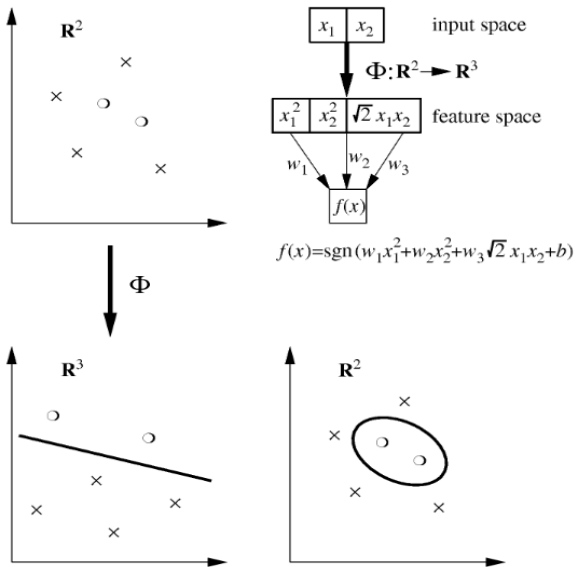 R²
x₁ x₂ input space
Φ: R² → R³
x₁² x₂² √2 x₁x₂ feature space
w₁ w₂ w₃
f(x)
f(x)=sgn(w₁x₁²+w₂x₂²+w₃√2 x₁x₂+b)
Φ
R³
R²